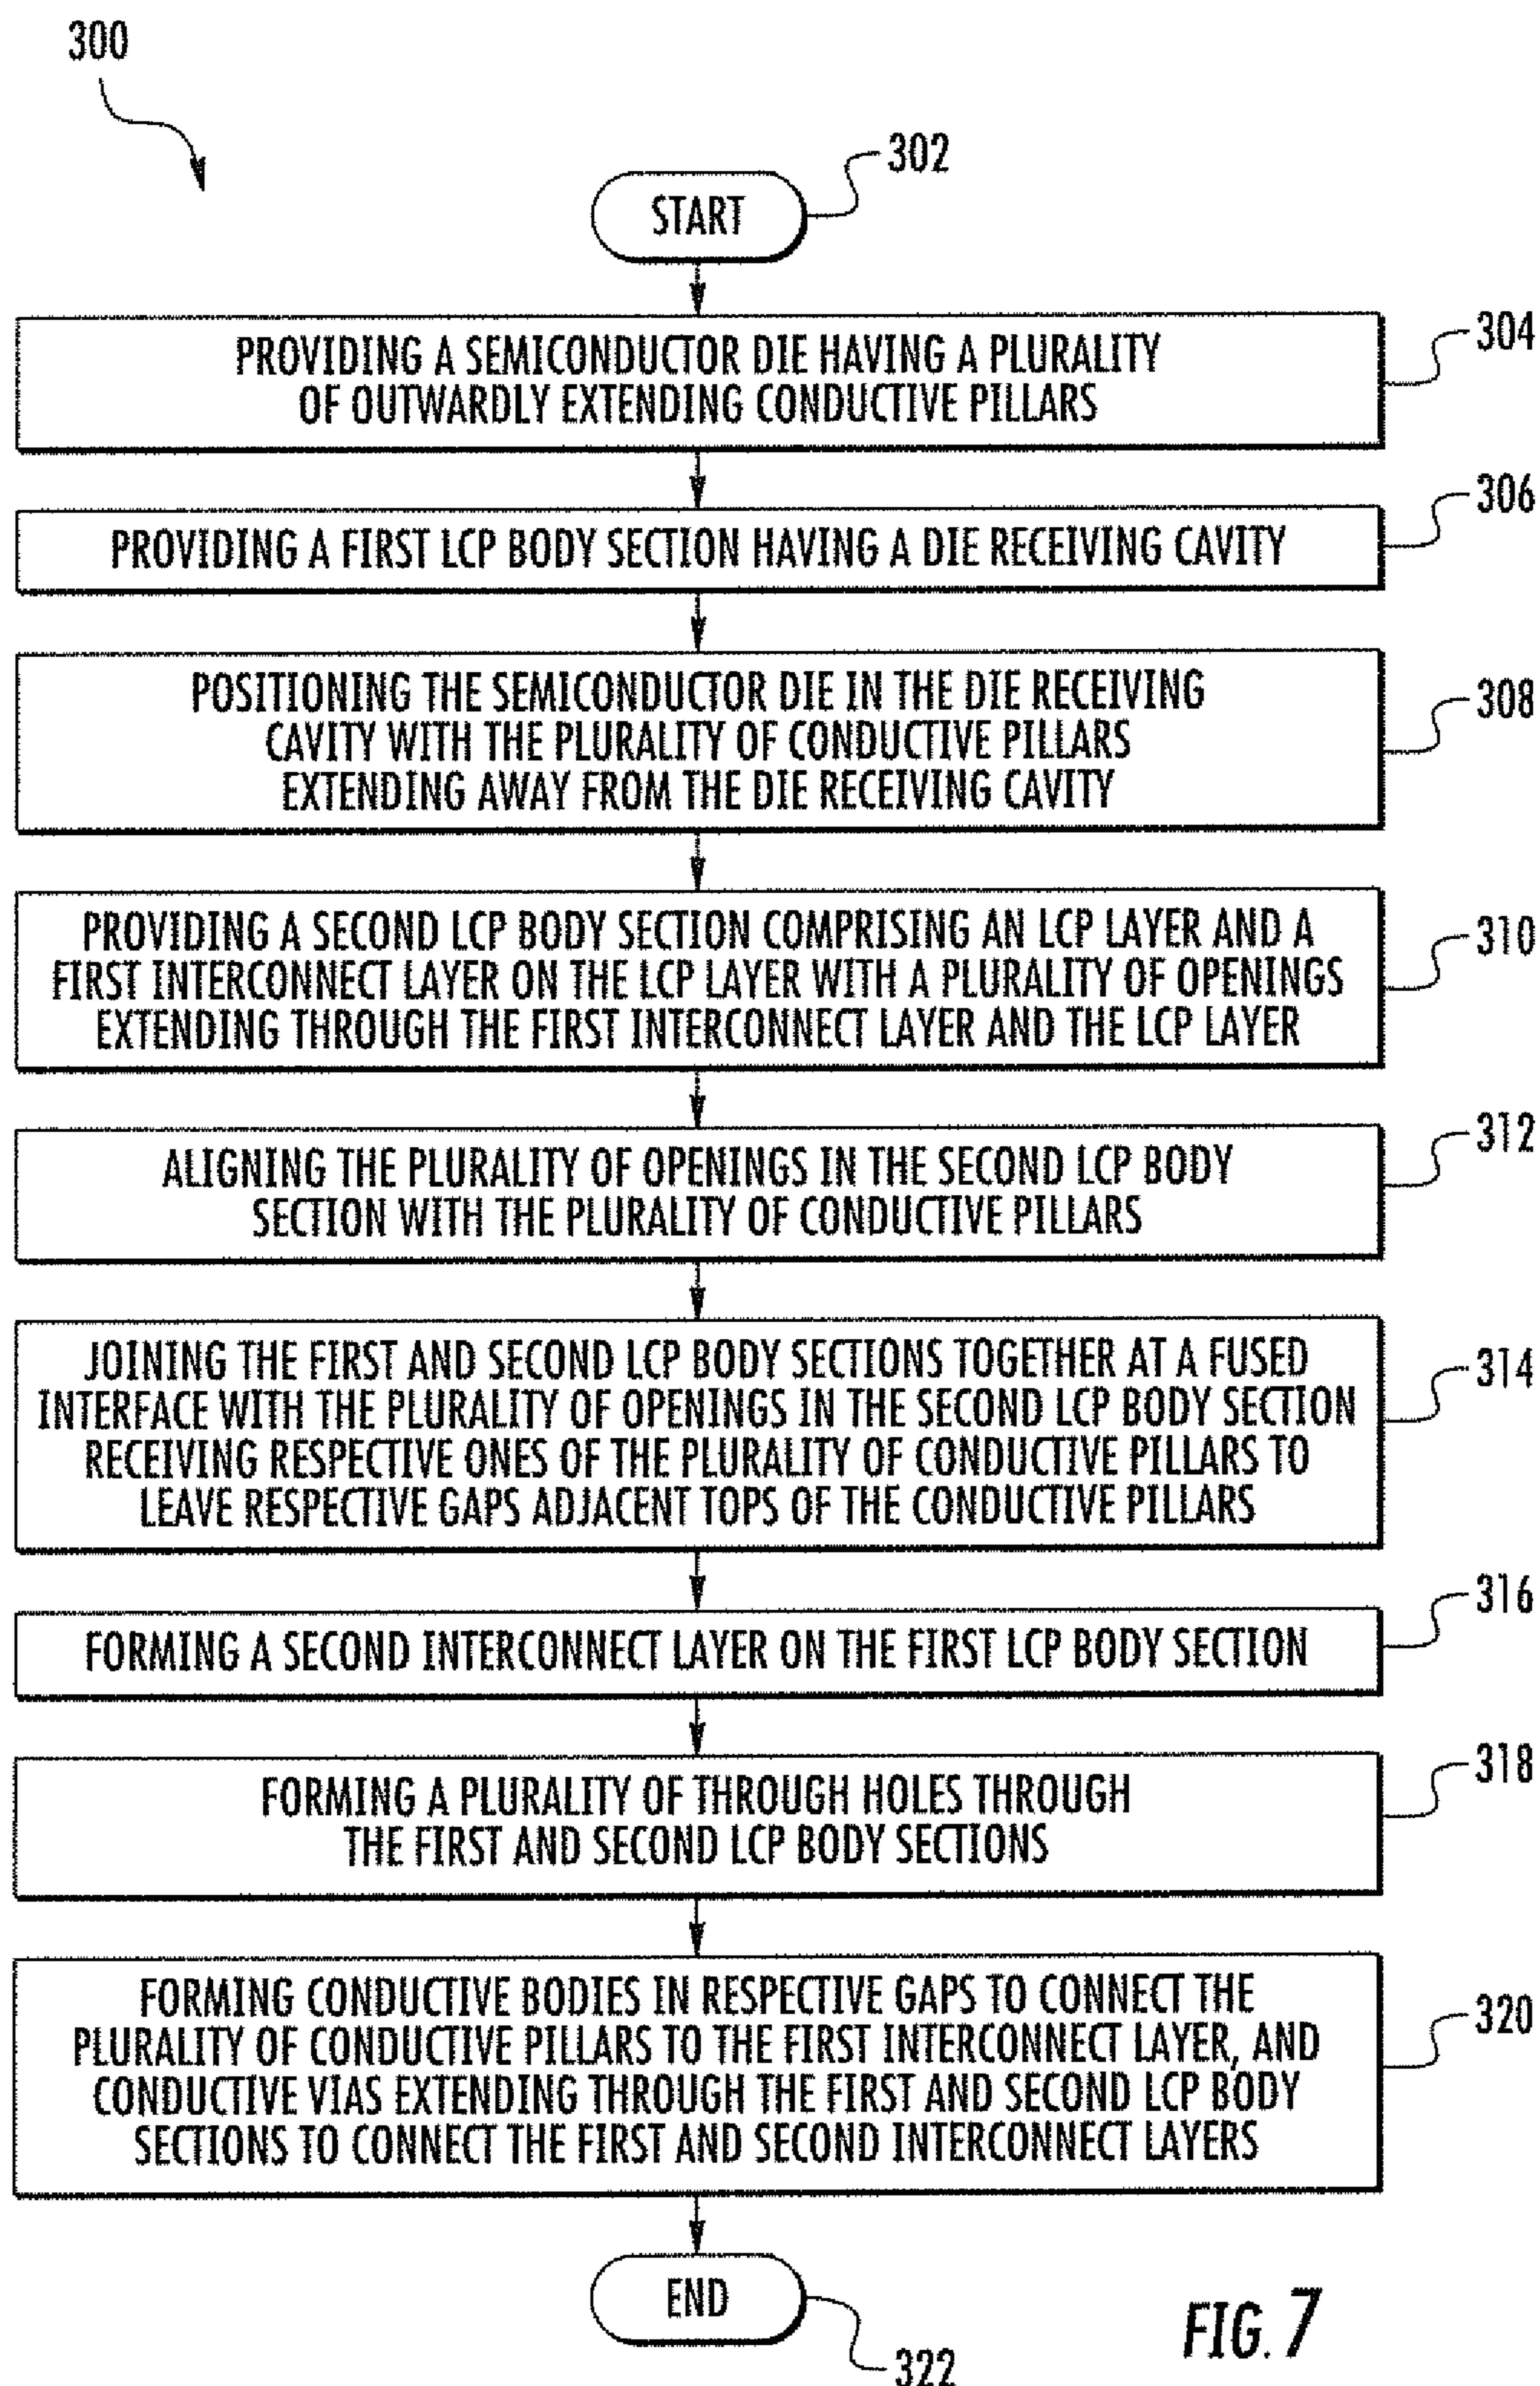 300
302
START
304
PROVIDING A SEMICONDUCTOR DIE HAVING A PLURALITY
OF OUTWARDLY EXTENDING CONDUCTIVE PILLARS
306
PROVIDING A FIRST LCP BODY SECTION HAVING A DIE RECEIVING CAVITY
308
POSITIONING THE SEMICONDUCTOR DIE IN THE DIE RECEIVING
CAVITY WITH THE PLURALITY OF CONDUCTIVE PILLARS
EXTENDING AWAY FROM THE DIE RECEIVING CAVITY
310
PROVIDING A SECOND LCP BODY SECTION COMPRISING AN LCP LAYER AND A
FIRST INTERCONNECT LAYER ON THE LCP LAYER WITH A PLURALITY OF OPENINGS
EXTENDING THROUGH THE FIRST INTERCONNECT LAYER AND THE LCP LAYER
312
ALIGNING THE PLURALITY OF OPENINGS IN THE SECOND LCP BODY
SECTION WITH THE PLURALITY OF CONDUCTIVE PILLARS
314
JOINING THE FIRST AND SECOND LCP BODY SECTIONS TOGETHER AT A FUSED
INTERFACE WITH THE PLURALITY OF OPENINGS IN THE SECOND LCP BODY SECTION
RECEIVING RESPECTIVE ONES OF THE PLURALITY OF CONDUCTIVE PILLARS TO
LEAVE RESPECTIVE GAPS ADJACENT TOPS OF THE CONDUCTIVE PILLARS
316
FORMING A SECOND INTERCONNECT LAYER ON THE FIRST LCP BODY SECTION
318
FORMING A PLURALITY OF THROUGH HOLES THROUGH
THE FIRST AND SECOND LCP BODY SECTIONS
320
FORMING CONDUCTIVE BODIES IN RESPECTIVE GAPS TO CONNECT THE
PLURALITY OF CONDUCTIVE PILLARS TO THE FIRST INTERCONNECT LAYER, AND
CONDUCTIVE VIAS EXTENDING THROUGH THE FIRST AND SECOND LCP BODY
SECTIONS TO CONNECT THE FIRST AND SECOND INTERCONNECT LAYERS
END
322
FIG. 7